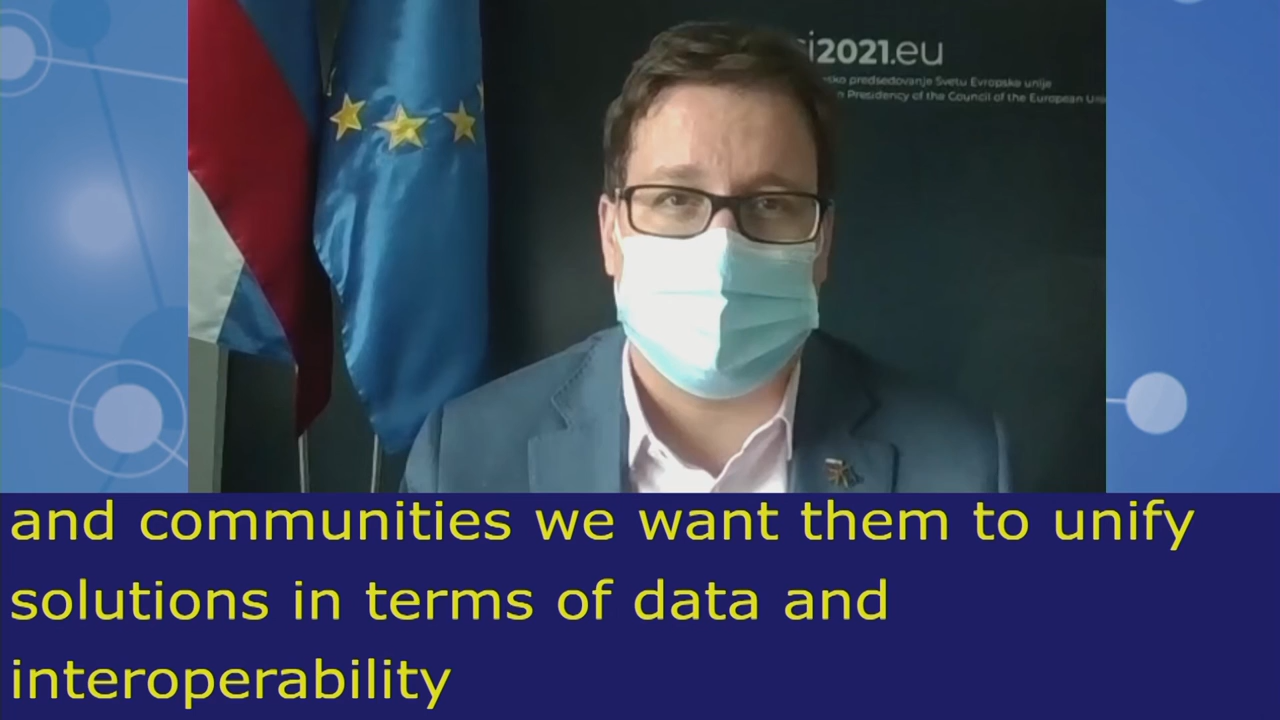 si2021.eu
predsedovanje Svetu Evropske unije
Presidency of the Council of the European
and communities we want them to unify
solutions in terms of data and
interoperability